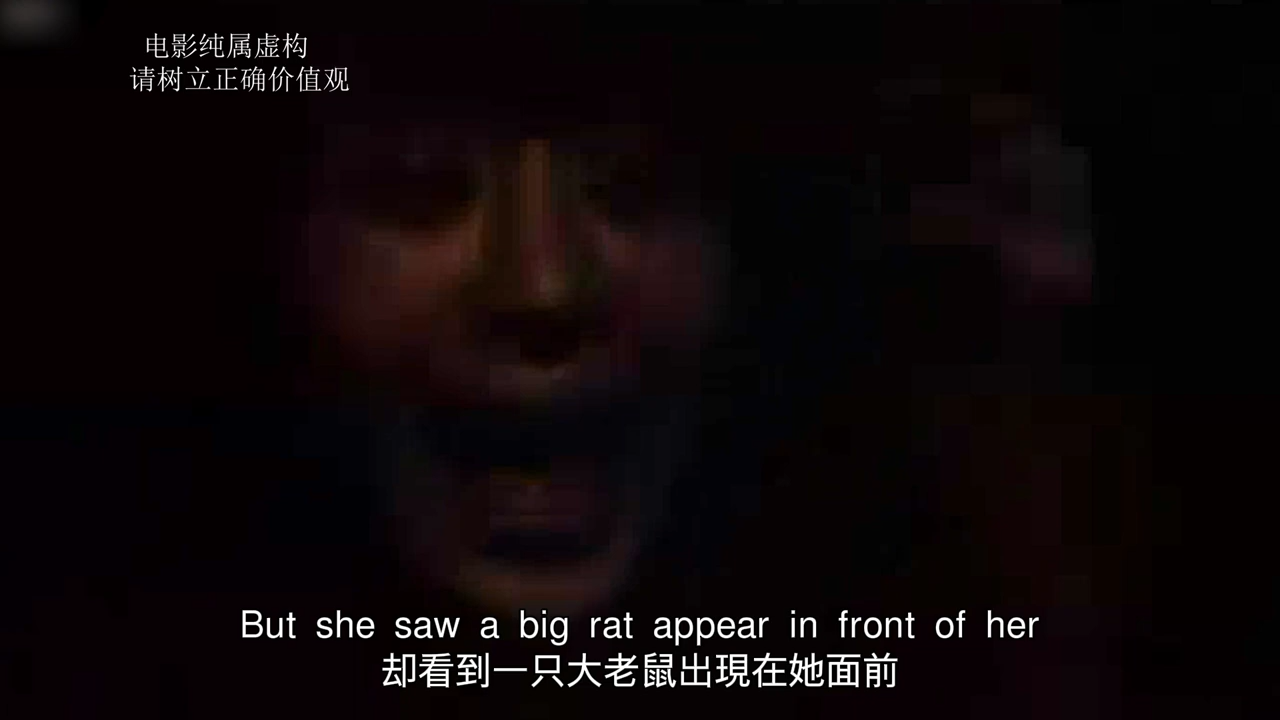 电影纯属虚构
请树立正确价值观
But she saw a big rat appear in front of her
却看到一只大老鼠出現在她面前